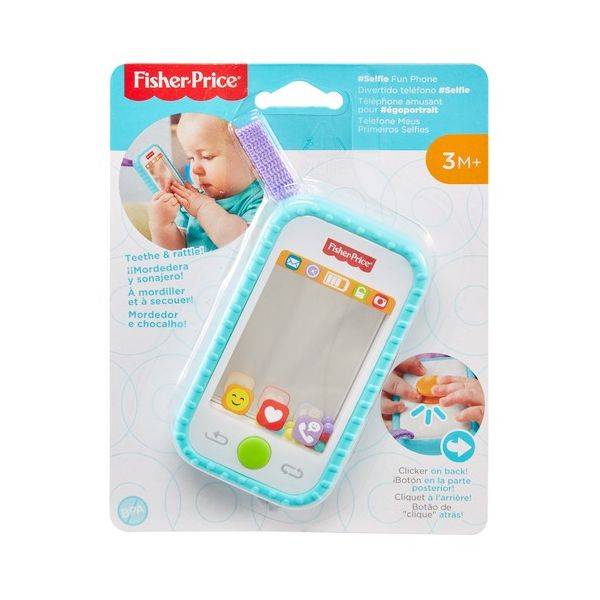 Fisher-Price
#Selfie Fun Phone
Divertido teléfono #Selfie
Téléphone amusant
pour #égoportrait
Telefone Meus
Primeiros Selfies
3M+
Teethe & rattle!
¡¡Mordedera
y sonajero!
À mordiller
et à secouer!
Mordedor
e chocalho!
Fisher-Price
Clicker on back!
¡Botón en la parte
posterior!
Cliquet à l'arrière!
Botão de
"clique" atrás!
BPA